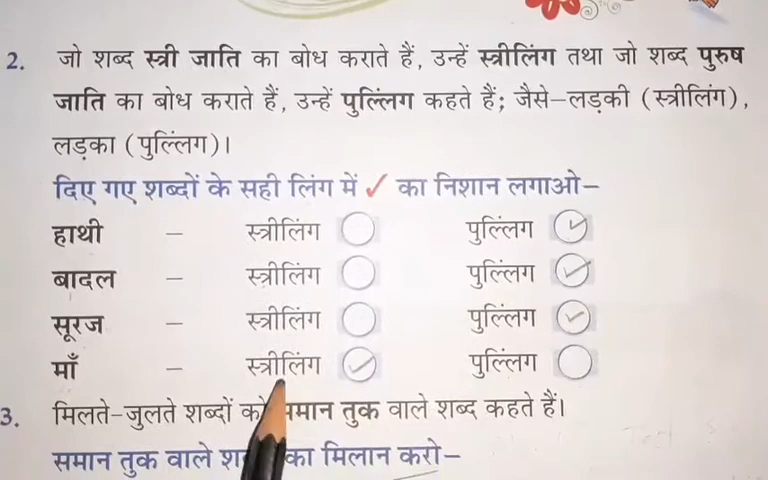 2. जो शब्द स्त्री जाति का बोध कराते हैं, उन्हें स्त्रीलिंग तथा जो शब्द पुरुष
जाति का बोध कराते हैं, उन्हें पुल्लिंग कहते हैं; जैसे–लड़की (स्त्रीलिंग),
लड़का (पुल्लिंग)।
दिए गए शब्दों के सही लिंग में ✓ का निशान लगाओ–
हाथी – स्त्रीलिंग पुल्लिंग ✓
बादल – स्त्रीलिंग पुल्लिंग ✓
सूरज – स्त्रीलिंग पुल्लिंग ✓
माँ – स्त्रीलिंग ✓ पुल्लिंग
3. मिलते-जुलते शब्दों को समान तुक वाले शब्द कहते हैं।
समान तुक वाले का मिलान करो–